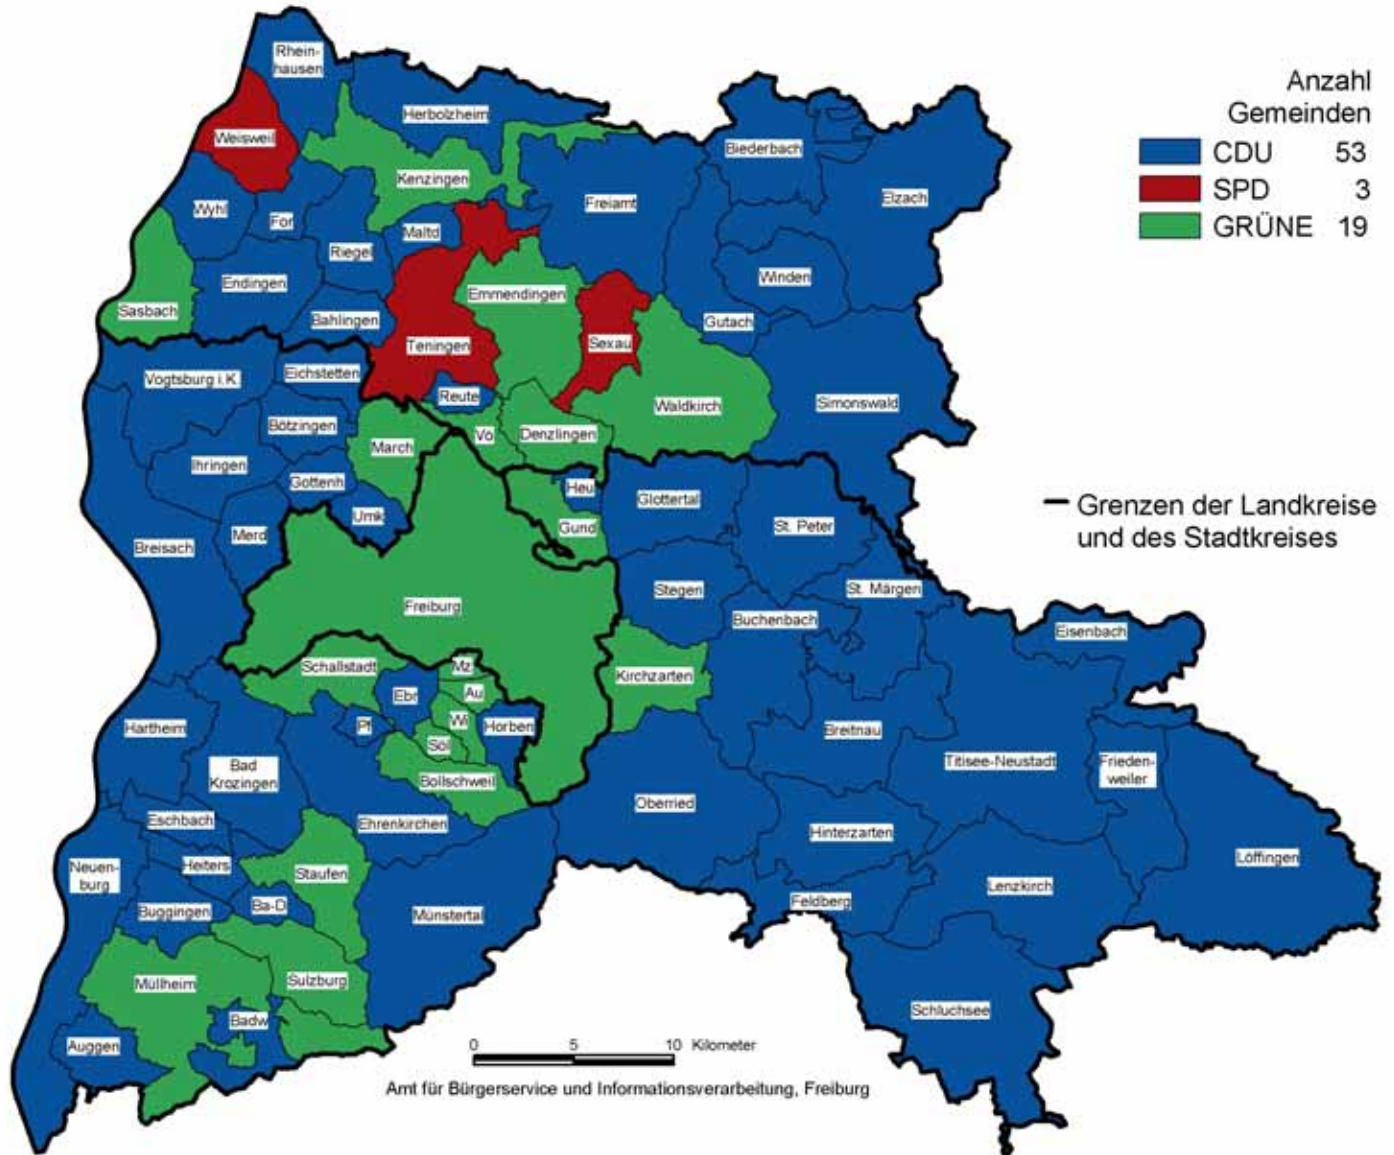 Anzahl
Gemeinden
CDU 53
SPD 3
GRÜNE 19
Grenzen der Landkreise
und des Stadtkreises
Rhein-
hausen
Herbolzheim
Weisweil
Biederbach
Kenzingen
Elzach
Freiamt
Wyhl
For
Maltd
Riegel
Winden
Endingen
Emmendingen
Sasbach
Bahlingen
Gutach
Teningen
Sexau
Eichstetten
Vogtsburg i.K.
Reute
Waldkirch
Simonswald
Bötzingen
Vo
Denzlingen
March
Ihringen
Gottenh
Heu
Glottertal
Umk
Gund
St. Peter
Merd
Breisach
Stegen
St. Märgen
Freiburg
Buchenbach
Eisenbach
Schallstadt
Mz
Kirchzarten
Ebr
Au
Wi
Hartheim
Pf
Horben
Breitnau
Söl
Titisee-Neustadt
Frieden-
weiler
Bad
Krozingen
Bollschweil
Oberried
Eschbach
Ehrenkirchen
Hinterzarten
Löffingen
Neuen-
burg
Heiters
Staufen
Lenzkirch
Ba-D
Feldberg
Buggingen
Münstertal
Müllheim
Sulzburg
Schluchsee
Badw
Auggen
0 5 10 Kilometer
Amt für Bürgerservice und Informationsverarbeitung, Freiburg